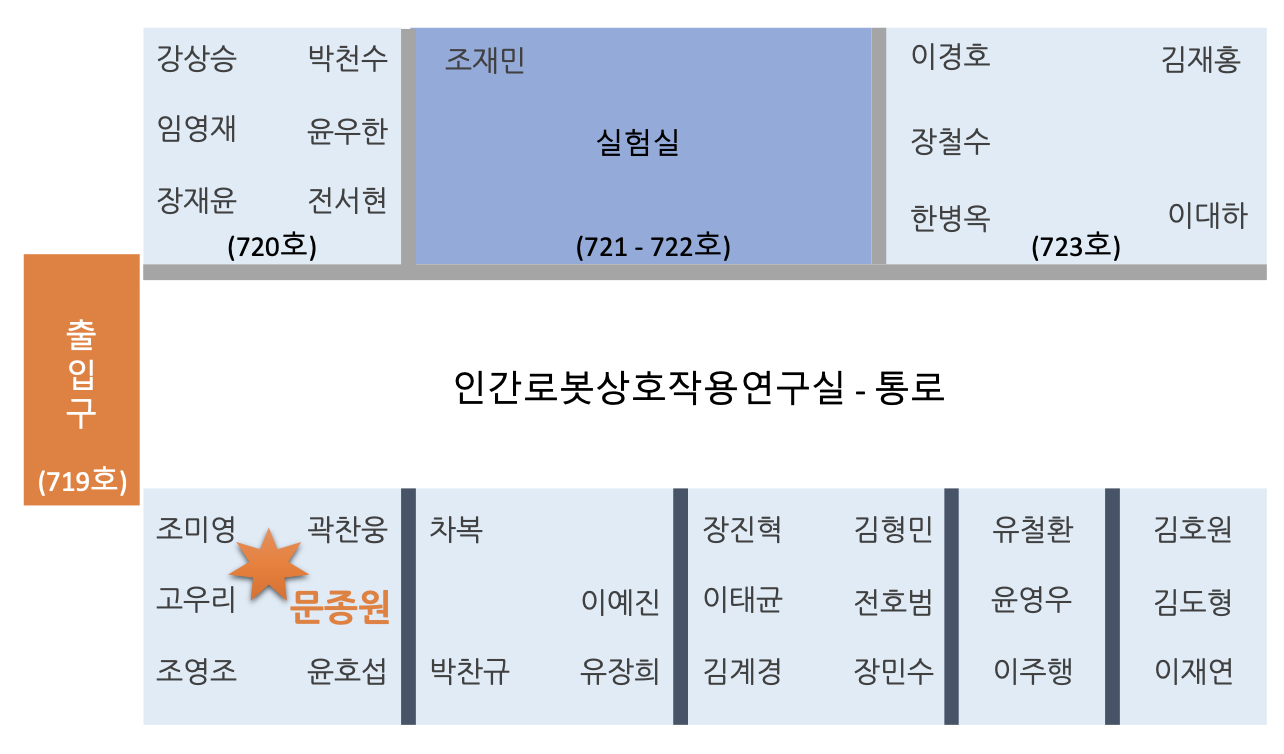 강상승 박천수
임영재 윤우한
장재윤 전서현
(720호)
조재민
실험실
(721 - 722호)
이경호 김재홍
장철수
한병옥 이대하
(723호)
출
입
구
(719호)
인간로봇상호작용연구실 - 통로
조미영 곽찬웅
고우리 문종원
조영조 윤호섭
차복
이예진
박찬규 유장희
장진혁 김형민
이태균 전호범
김계경 장민수
유철환
윤영우
이주행
김호원
김도형
이재연